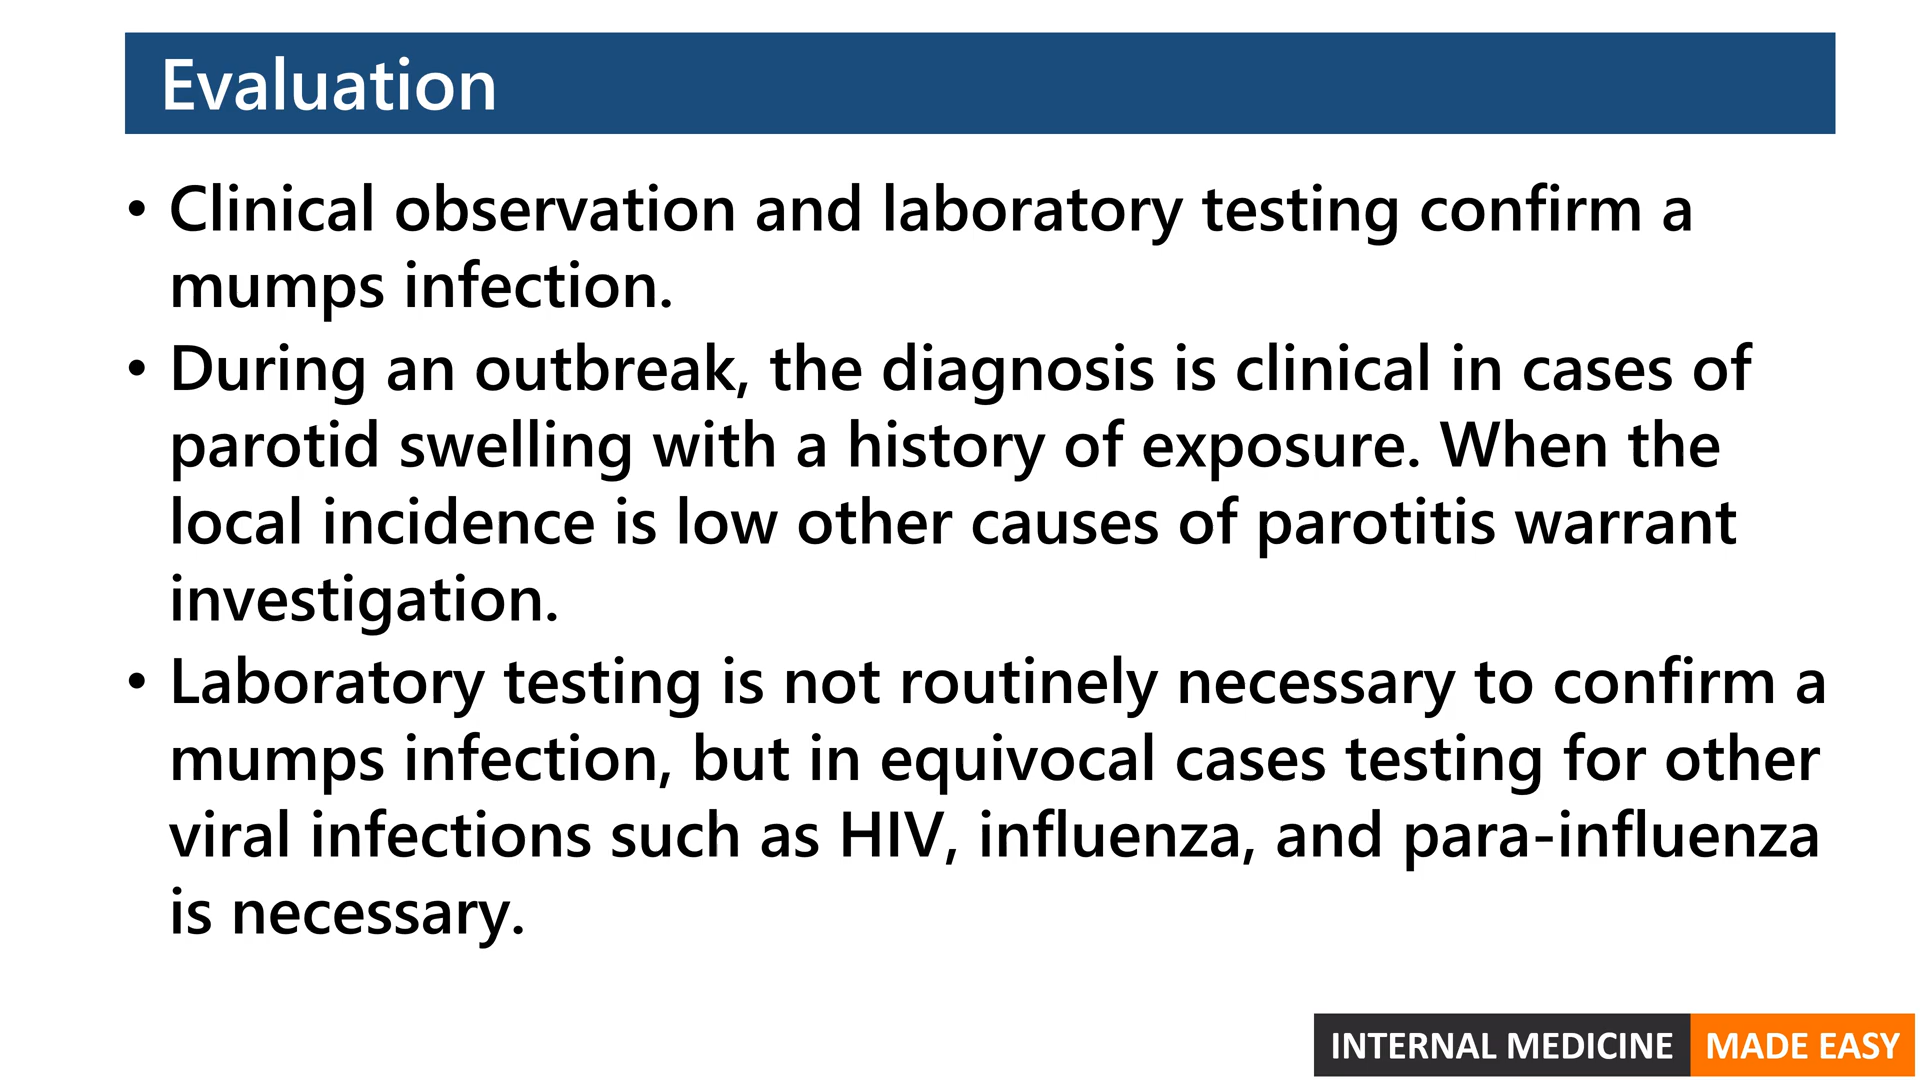 Evaluation
• Clinical observation and laboratory testing confirm a
mumps infection.
• During an outbreak, the diagnosis is clinical in cases of
parotid swelling with a history of exposure. When the
local incidence is low other causes of parotitis warrant
investigation.
• Laboratory testing is not routinely necessary to confirm a
mumps infection, but in equivocal cases testing for other
viral infections such as HIV, influenza, and para-influenza
is necessary.
INTERNAL MEDICINE MADE EASY